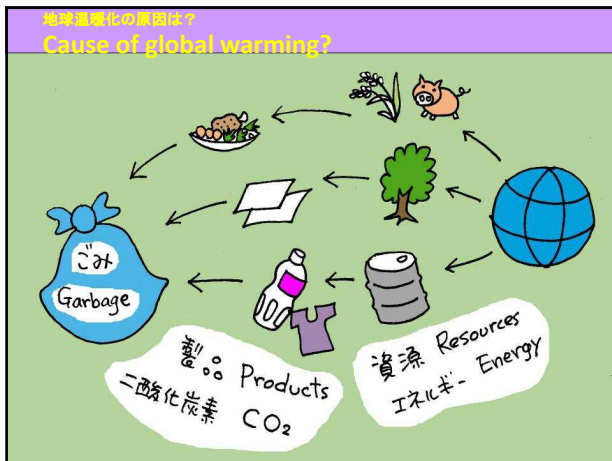 地球温暖化の原因は？
Cause of global warming?
ごみ
Garbage
製品 Products
二酸化炭素 CO₂
資源 Resources
エネルギー Energy